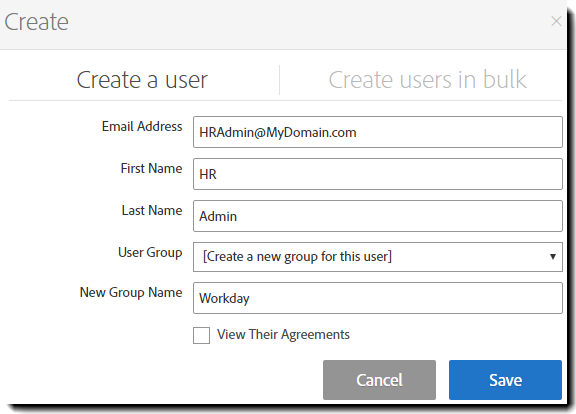 Create
Create a user
Create users in bulk
Email Address
HRAdmin@MyDomain.com
First Name
HR
Last Name
Admin
User Group
[Create a new group for this user]
New Group Name
Workday
View Their Agreements
Cancel
Save